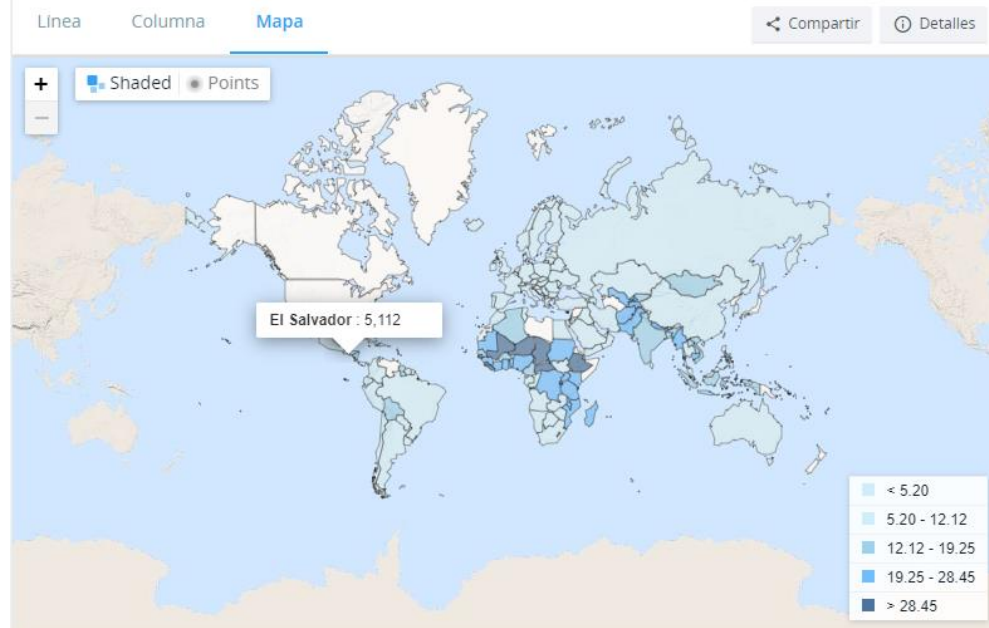 Línea Columna Mapa
Compartir Detalles
+ Shaded Points
−
El Salvador : 5,112
< 5.20
5.20 - 12.12
12.12 - 19.25
19.25 - 28.45
> 28.45